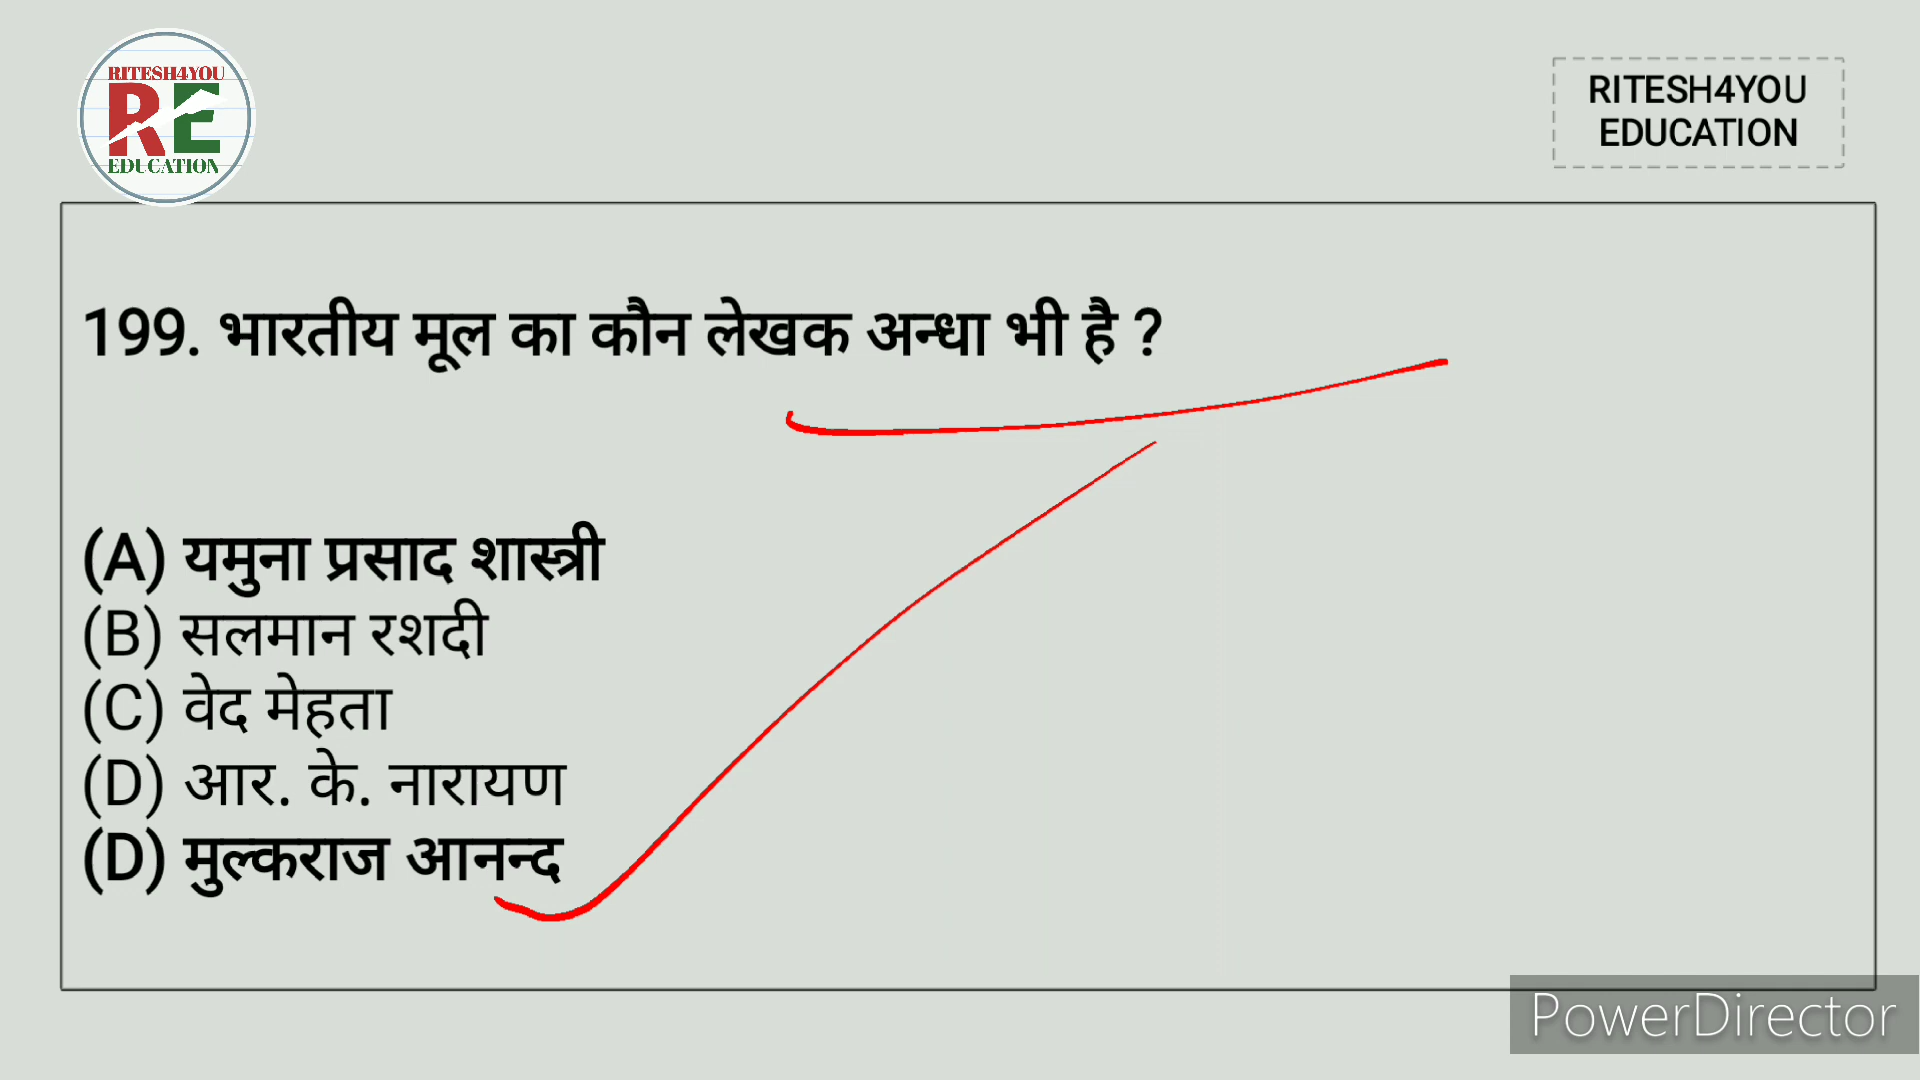 RITESH4YOU
RE
EDUCATION
RITESH4YOU
EDUCATION
199. भारतीय मूल का कौन लेखक अन्धा भी है ?
(A) यमुना प्रसाद शास्त्री
(B) सलमान रशदी
(C) वेद मेहता
(D) आर. के. नारायण
(D) मुल्कराज आनन्द
PowerDirector